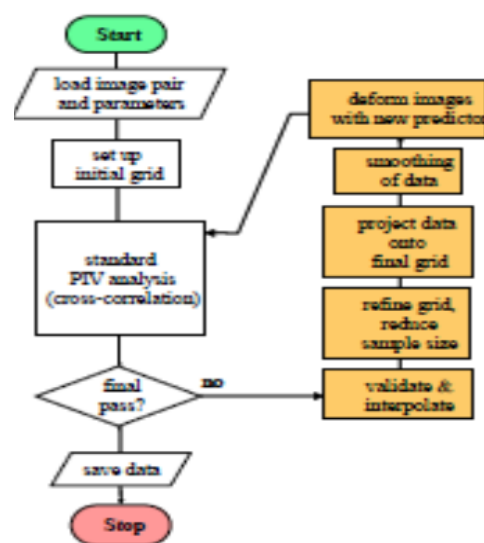 Start
load image pair
and parameters
set up
initial grid
standard
PIV analysis
(cross-correlation)
final
pass?
no
save data
Stop
deform images
with new predictor
smoothing
of data
project data
onto
final grid
refine grid,
reduce
sample size
validate &
interpolate